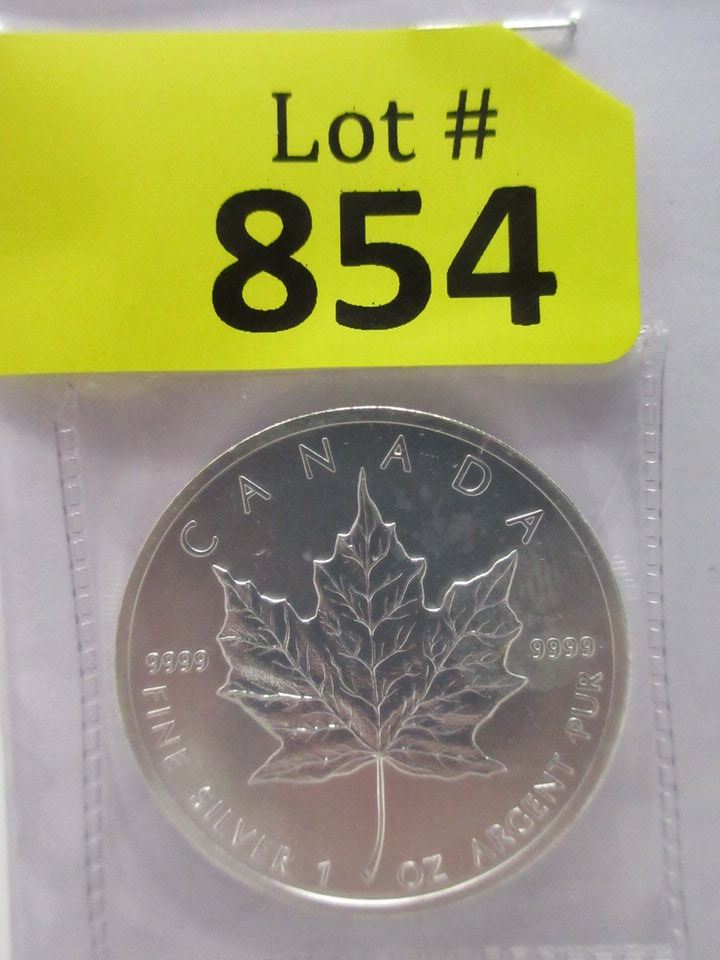 Lot #
854
CANADA
9999 9999
FINE SILVER 1 OZ ARGENT PUR